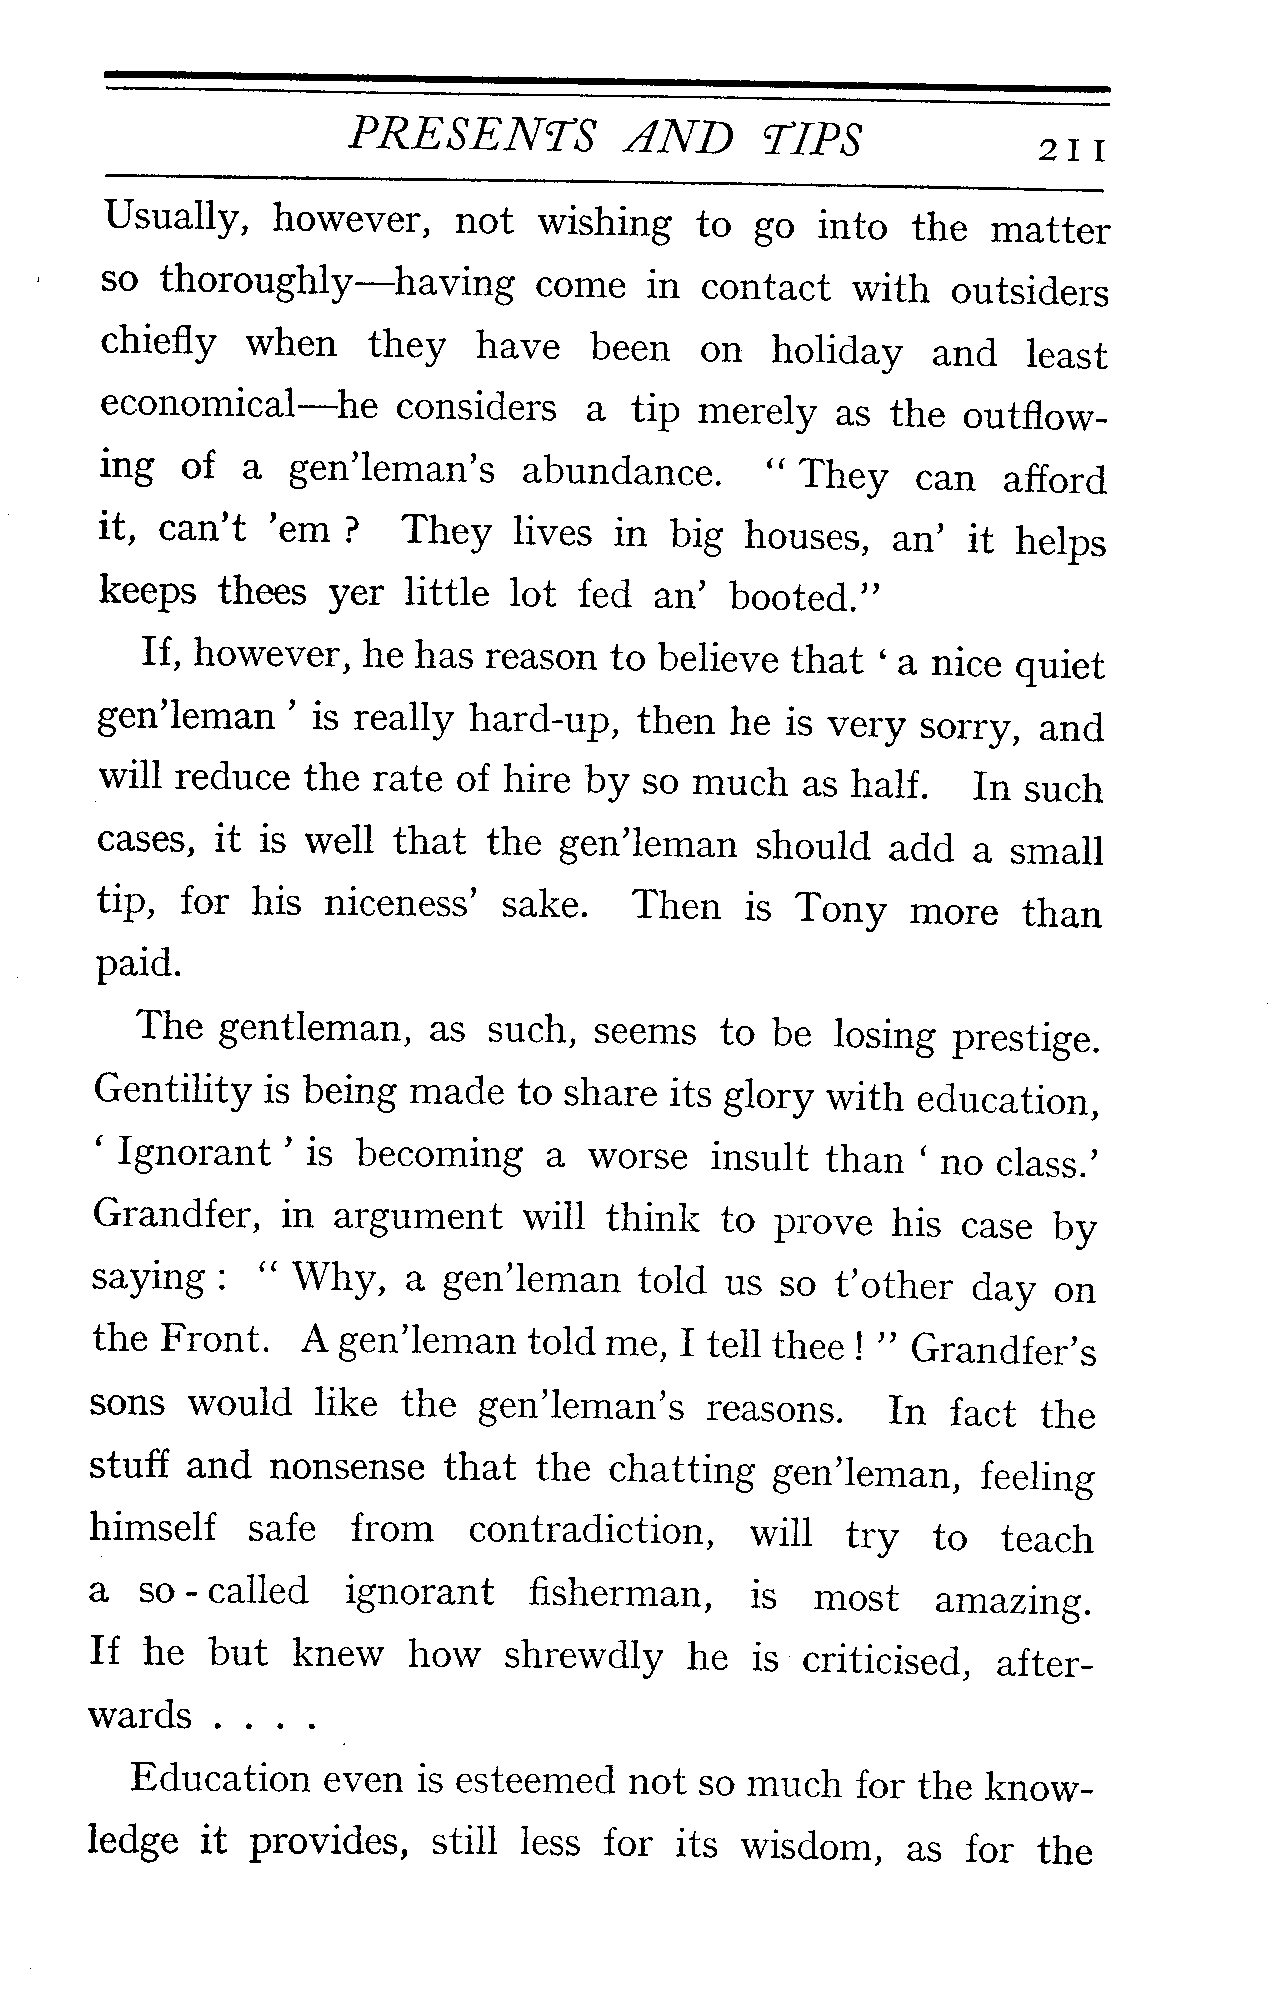 PRESENTS AND TIPS 211
Usually, however, not wishing to go into the matter
so thoroughly—having come in contact with outsiders
chiefly when they have been on holiday and least
economical—he considers a tip merely as the outflow-
ing of a gen'leman's abundance. “ They can afford
it, can't 'em ? They lives in big houses, an' it helps
keeps thees yer little lot fed an' booted.”
If, however, he has reason to believe that ‘ a nice quiet
gen'leman ’ is really hard-up, then he is very sorry, and
will reduce the rate of hire by so much as half. In such
cases, it is well that the gen'leman should add a small
tip, for his niceness' sake. Then is Tony more than
paid.
The gentleman, as such, seems to be losing prestige.
Gentility is being made to share its glory with education,
‘ Ignorant ’ is becoming a worse insult than ‘ no class.’
Grandfer, in argument will think to prove his case by
saying : “ Why, a gen'leman told us so t'other day on
the Front. A gen'leman told me, I tell thee ! ” Grandfer's
sons would like the gen'leman's reasons. In fact the
stuff and nonsense that the chatting gen'leman, feeling
himself safe from contradiction, will try to teach
a so-called ignorant fisherman, is most amazing.
If he but knew how shrewdly he is criticised, after-
wards . . . .
Education even is esteemed not so much for the know-
ledge it provides, still less for its wisdom, as for the